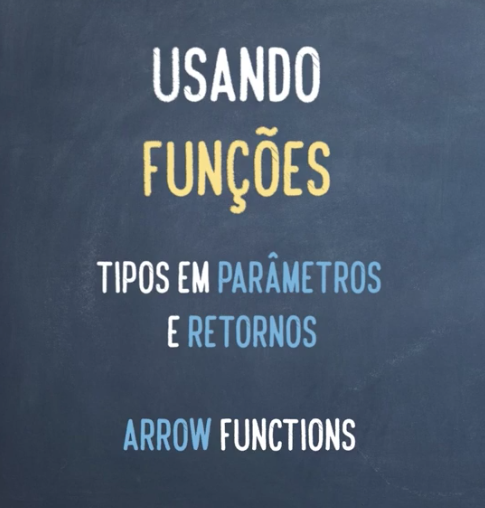 USANDO
FUNÇÕES
TIPOS EM PARÂMETROS
E RETORNOS
ARROW FUNCTIONS